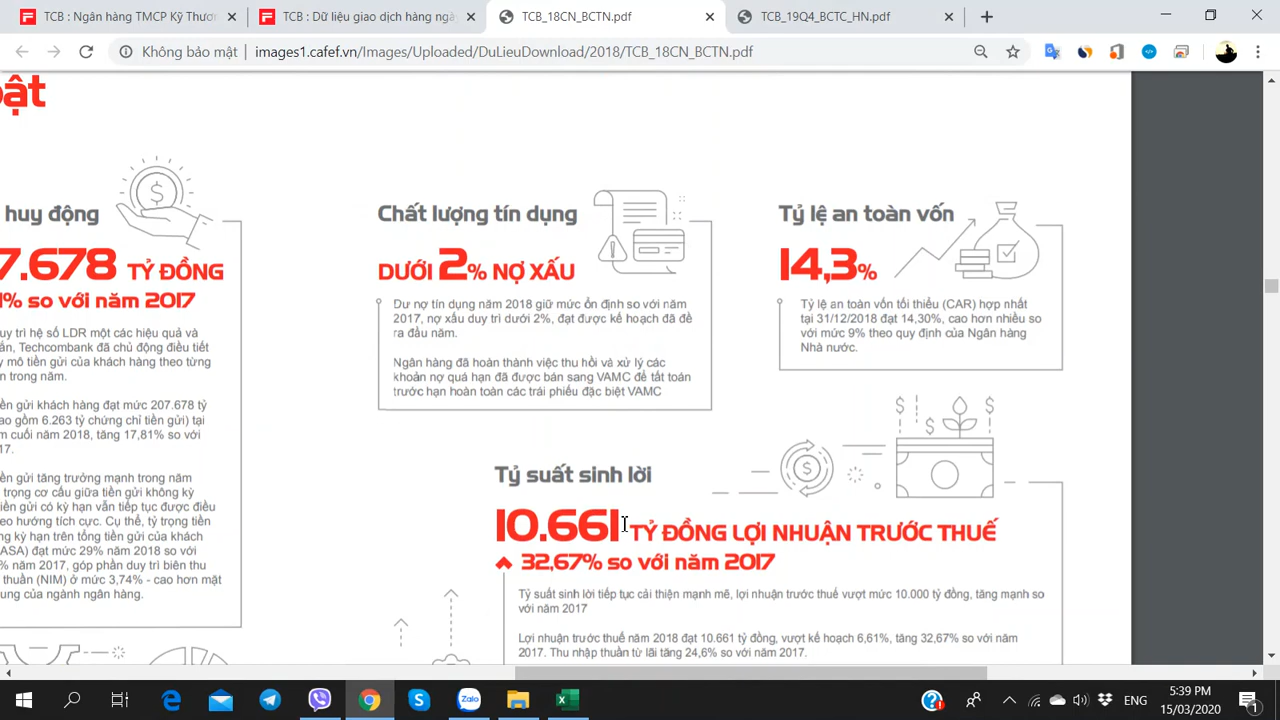 TCB : Ngân hàng TMCP Kỹ Thươ
TCB : Dữ liệu giao dịch hàng ngà
TCB_18CN_BCTN.pdf
TCB_19Q4_BCTC_HN.pdf
Không bảo mật
images1.cafef.vn/Images/Uploaded/DuLieuDownload/2018/TCB_18CN_BCTN.pdf
ật
huy động
7.678 TỶ ĐỒNG
1% so với năm 2017
uy trì hệ số LDR một các hiệu quả và
ẩn, Techcombank đã chủ động điều tiết
y mô tiền gửi của khách hàng theo từng
n trong năm.
ền gửi khách hàng đạt mức 207.678 tỷ
ao gồm 6.263 tỷ chứng chỉ tiền gửi) tại
m cuối năm 2018, tăng 17,81% so với
17.
ền gửi tăng trưởng mạnh trong năm
trọng cơ cấu giữa tiền gửi không kỳ
iền gửi có kỳ hạn vẫn tiếp tục được điều
eo hướng tích cực. Cụ thể, tỷ trọng tiền
ng kỳ hạn trên tổng tiền gửi của khách
ASA) đạt mức 29% năm 2018 so với
% năm 2017, góp phần duy trì biên thu
thuần (NIM) ở mức 3,74% - cao hơn mặt
ung của ngành ngân hàng.
Chất lượng tín dụng
DƯỚI 2% NỢ XẤU
Dư nợ tín dụng năm 2018 giữ mức ổn định so với năm
2017, nợ xấu duy trì dưới 2%, đạt được kế hoạch đã đề
ra đầu năm.
Ngân hàng đã hoàn thành việc thu hồi và xử lý các
khoản nợ quá hạn đã được bán sang VAMC để tất toán
trước hạn hoàn toàn các trái phiếu đặc biệt VAMC
Tỷ lệ an toàn vốn
14,3%
Tỷ lệ an toàn vốn tối thiểu (CAR) hợp nhất
tại 31/12/2018 đạt 14,30%, cao hơn nhiều so
với mức 9% theo quy định của Ngân hàng
Nhà nước.
Tỷ suất sinh lời
10.661 TỶ ĐỒNG LỢI NHUẬN TRƯỚC THUẾ
32,67% so với năm 2017
Tỷ suất sinh lời tiếp tục cải thiện mạnh mẽ, lợi nhuận trước thuế vượt mức 10.000 tỷ đồng, tăng mạnh so
với năm 2017
Lợi nhuận trước thuế năm 2018 đạt 10.661 tỷ đồng, vượt kế hoạch 6,61%, tăng 32,67% so với năm
2017. Thu nhập thuần từ lãi tăng 24,6% so với năm 2017.
Zalo
ENG
5:39 PM
15/03/2020
1